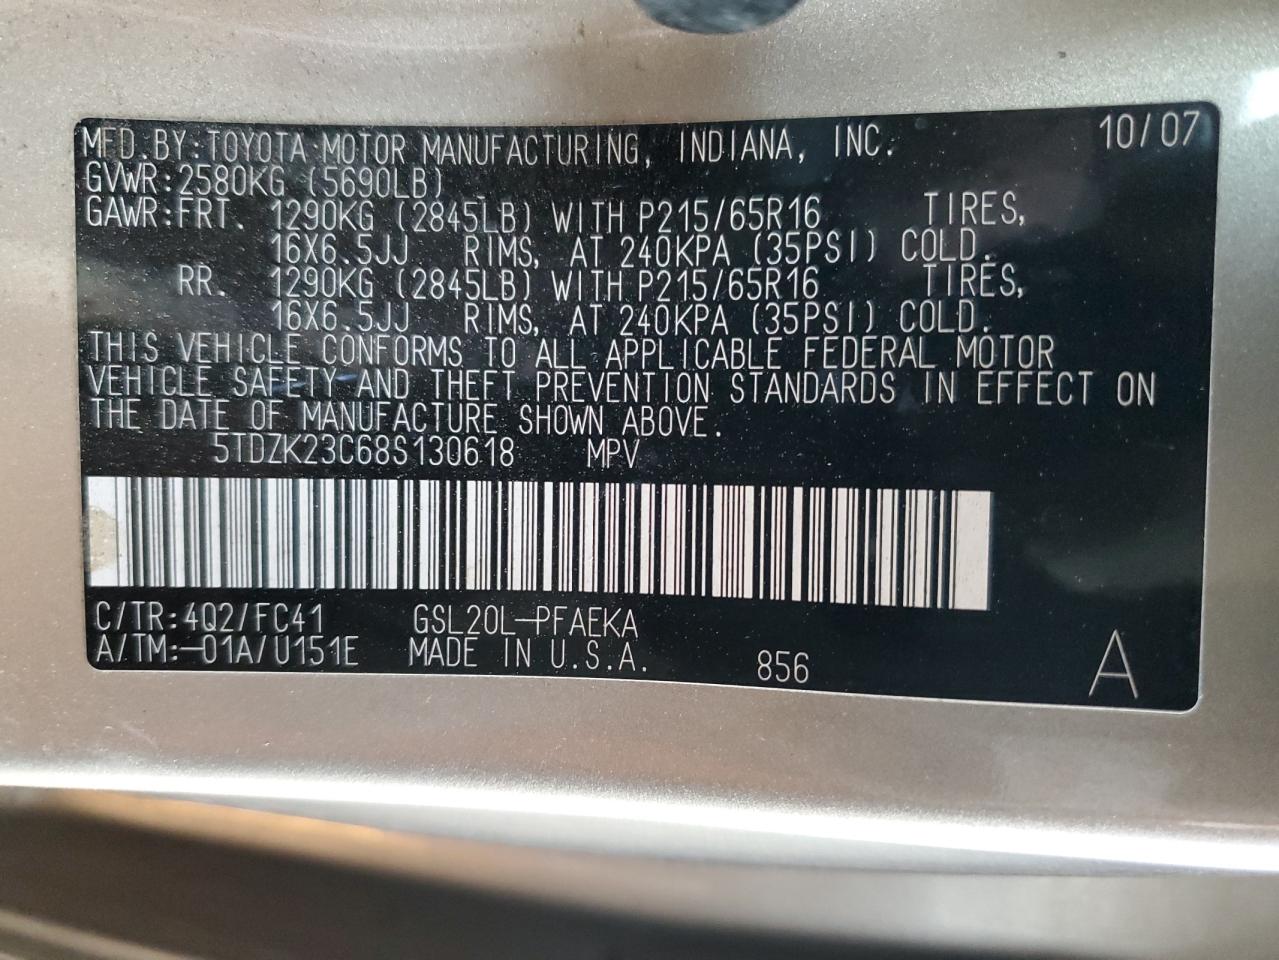 MFD.BY:TOYOTA MOTOR MANUFACTURING, INDIANA, INC. 10/07
GVWR:2580KG (5690LB)
GAWR:FRT. 1290KG (2845LB) WITH P215/65R16 TIRES,
16X6.5JJ RIMS, AT 240KPA (35PSI) COLD.
RR. 1290KG (2845LB) WITH P215/65R16 TIRES,
16X6.5JJ RIMS, AT 240KPA (35PSI) COLD.
THIS VEHICLE CONFORMS TO ALL APPLICABLE FEDERAL MOTOR
VEHICLE SAFETY AND THEFT PREVENTION STANDARDS IN EFFECT ON
THE DATE OF MANUFACTURE SHOWN ABOVE.
5TDZK23C68S130618 MPV
C/TR:4Q2/FC41 GSL20L-PFAEKA
A/TM:-01A/U151E MADE IN U.S.A. 856 A